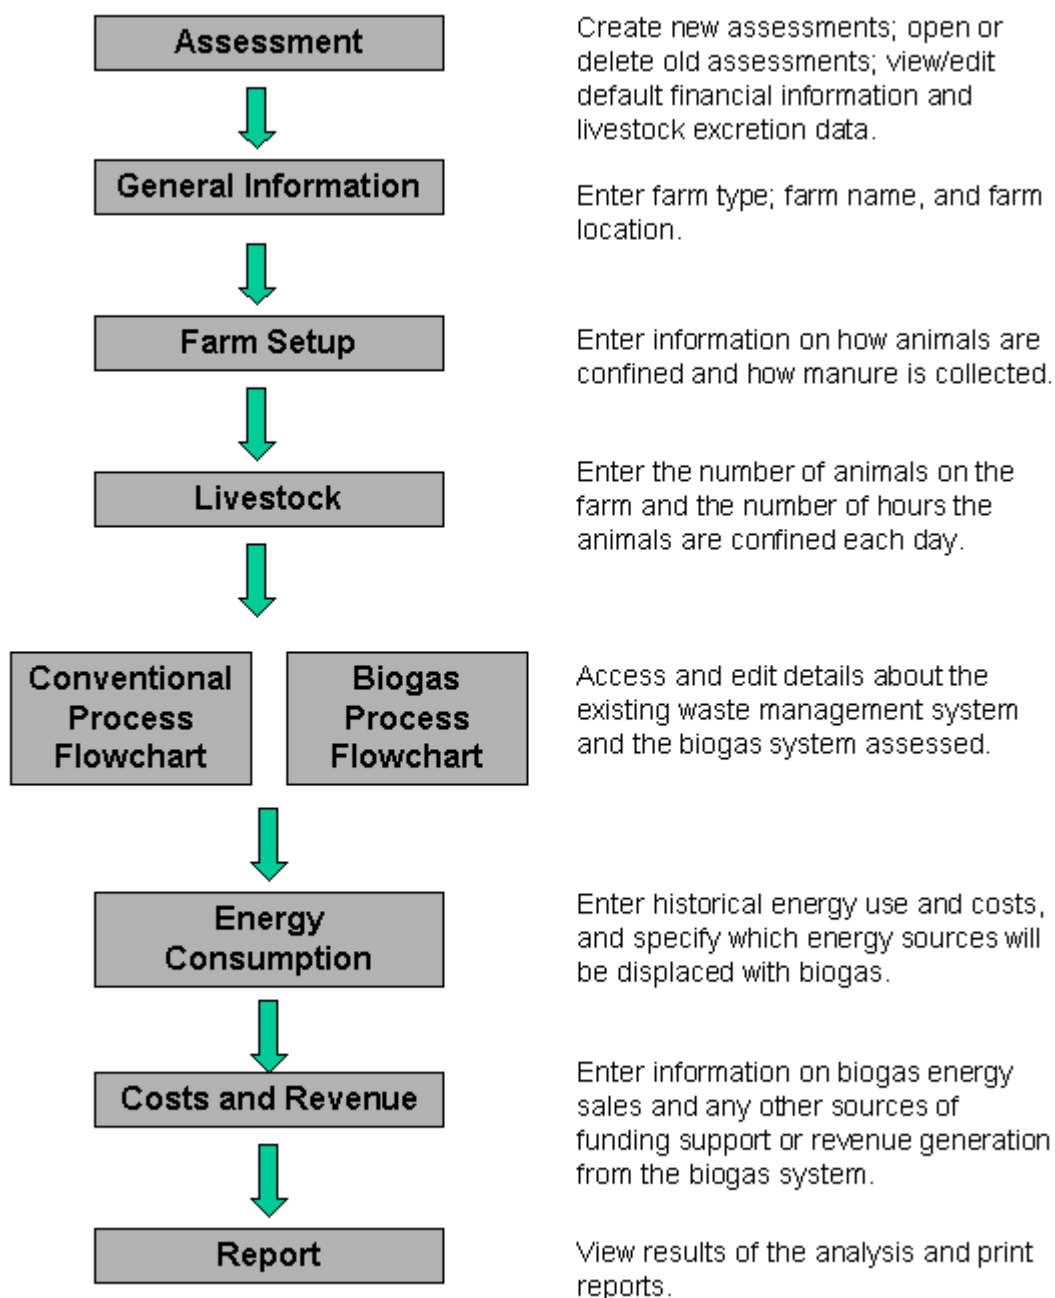 Assessment
Create new assessments; open or
delete old assessments; view/edit
default financial information and
livestock excretion data.
General Information
Enter farm type; farm name, and farm
location.
Farm Setup
Enter information on how animals are
confined and how manure is collected.
Livestock
Enter the number of animals on the
farm and the number of hours the
animals are confined each day.
Conventional
Process
Flowchart
Biogas
Process
Flowchart
Access and edit details about the
existing waste management system
and the biogas system assessed.
Energy
Consumption
Enter historical energy use and costs,
and specify which energy sources will
be displaced with biogas.
Costs and Revenue
Enter information on biogas energy
sales and any other sources of
funding support or revenue generation
from the biogas system.
Report
View results of the analysis and print
reports.